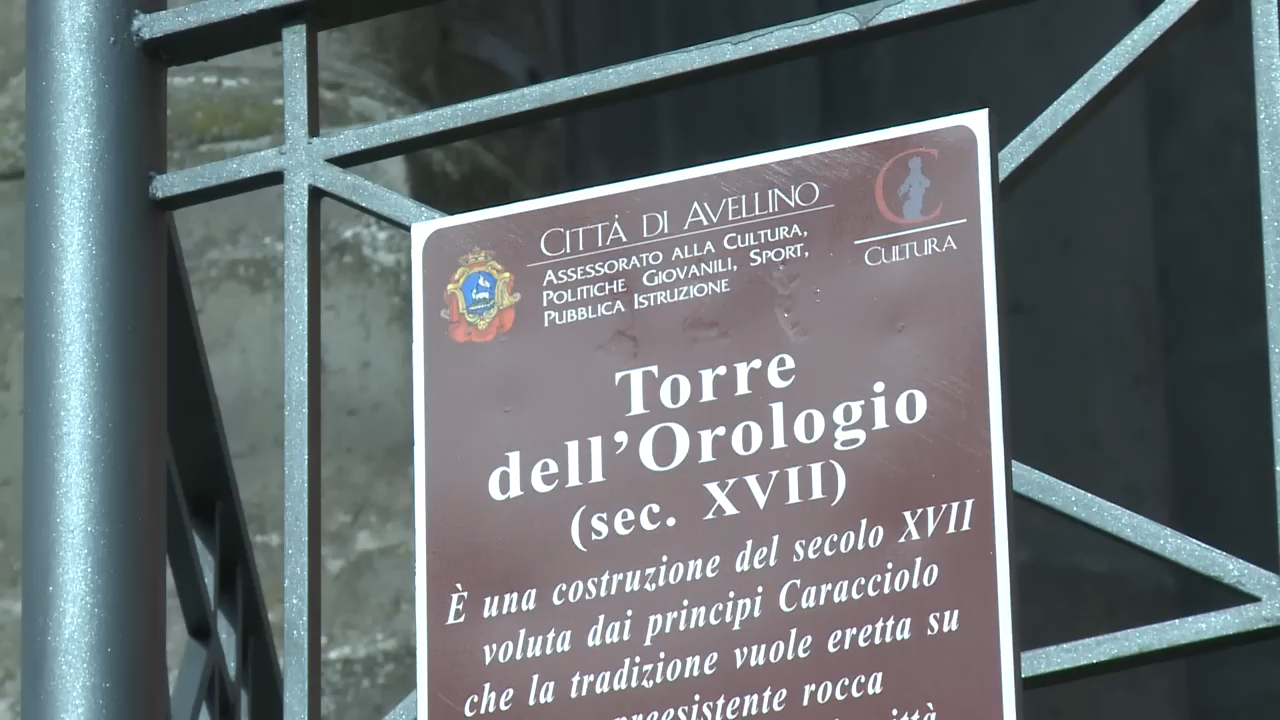 CITTÀ DI AVELLINO
ASSESSORATO ALLA CULTURA,
POLITICHE GIOVANILI, SPORT,
PUBBLICA ISTRUZIONE
C
CULTURA
Torre
dell'Orologio
(sec. XVII)
È una costruzione del secolo XVII
voluta dai principi Caracciolo
che la tradizione vuole eretta su
preesistente rocca
città